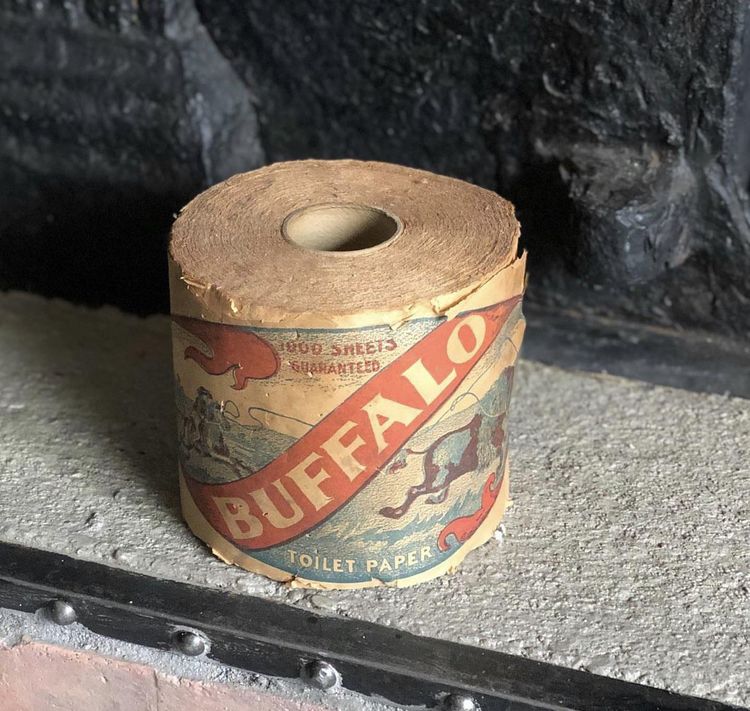 1000 SHEETS
GUARANTEED
BUFFALO
TOILET PAPER